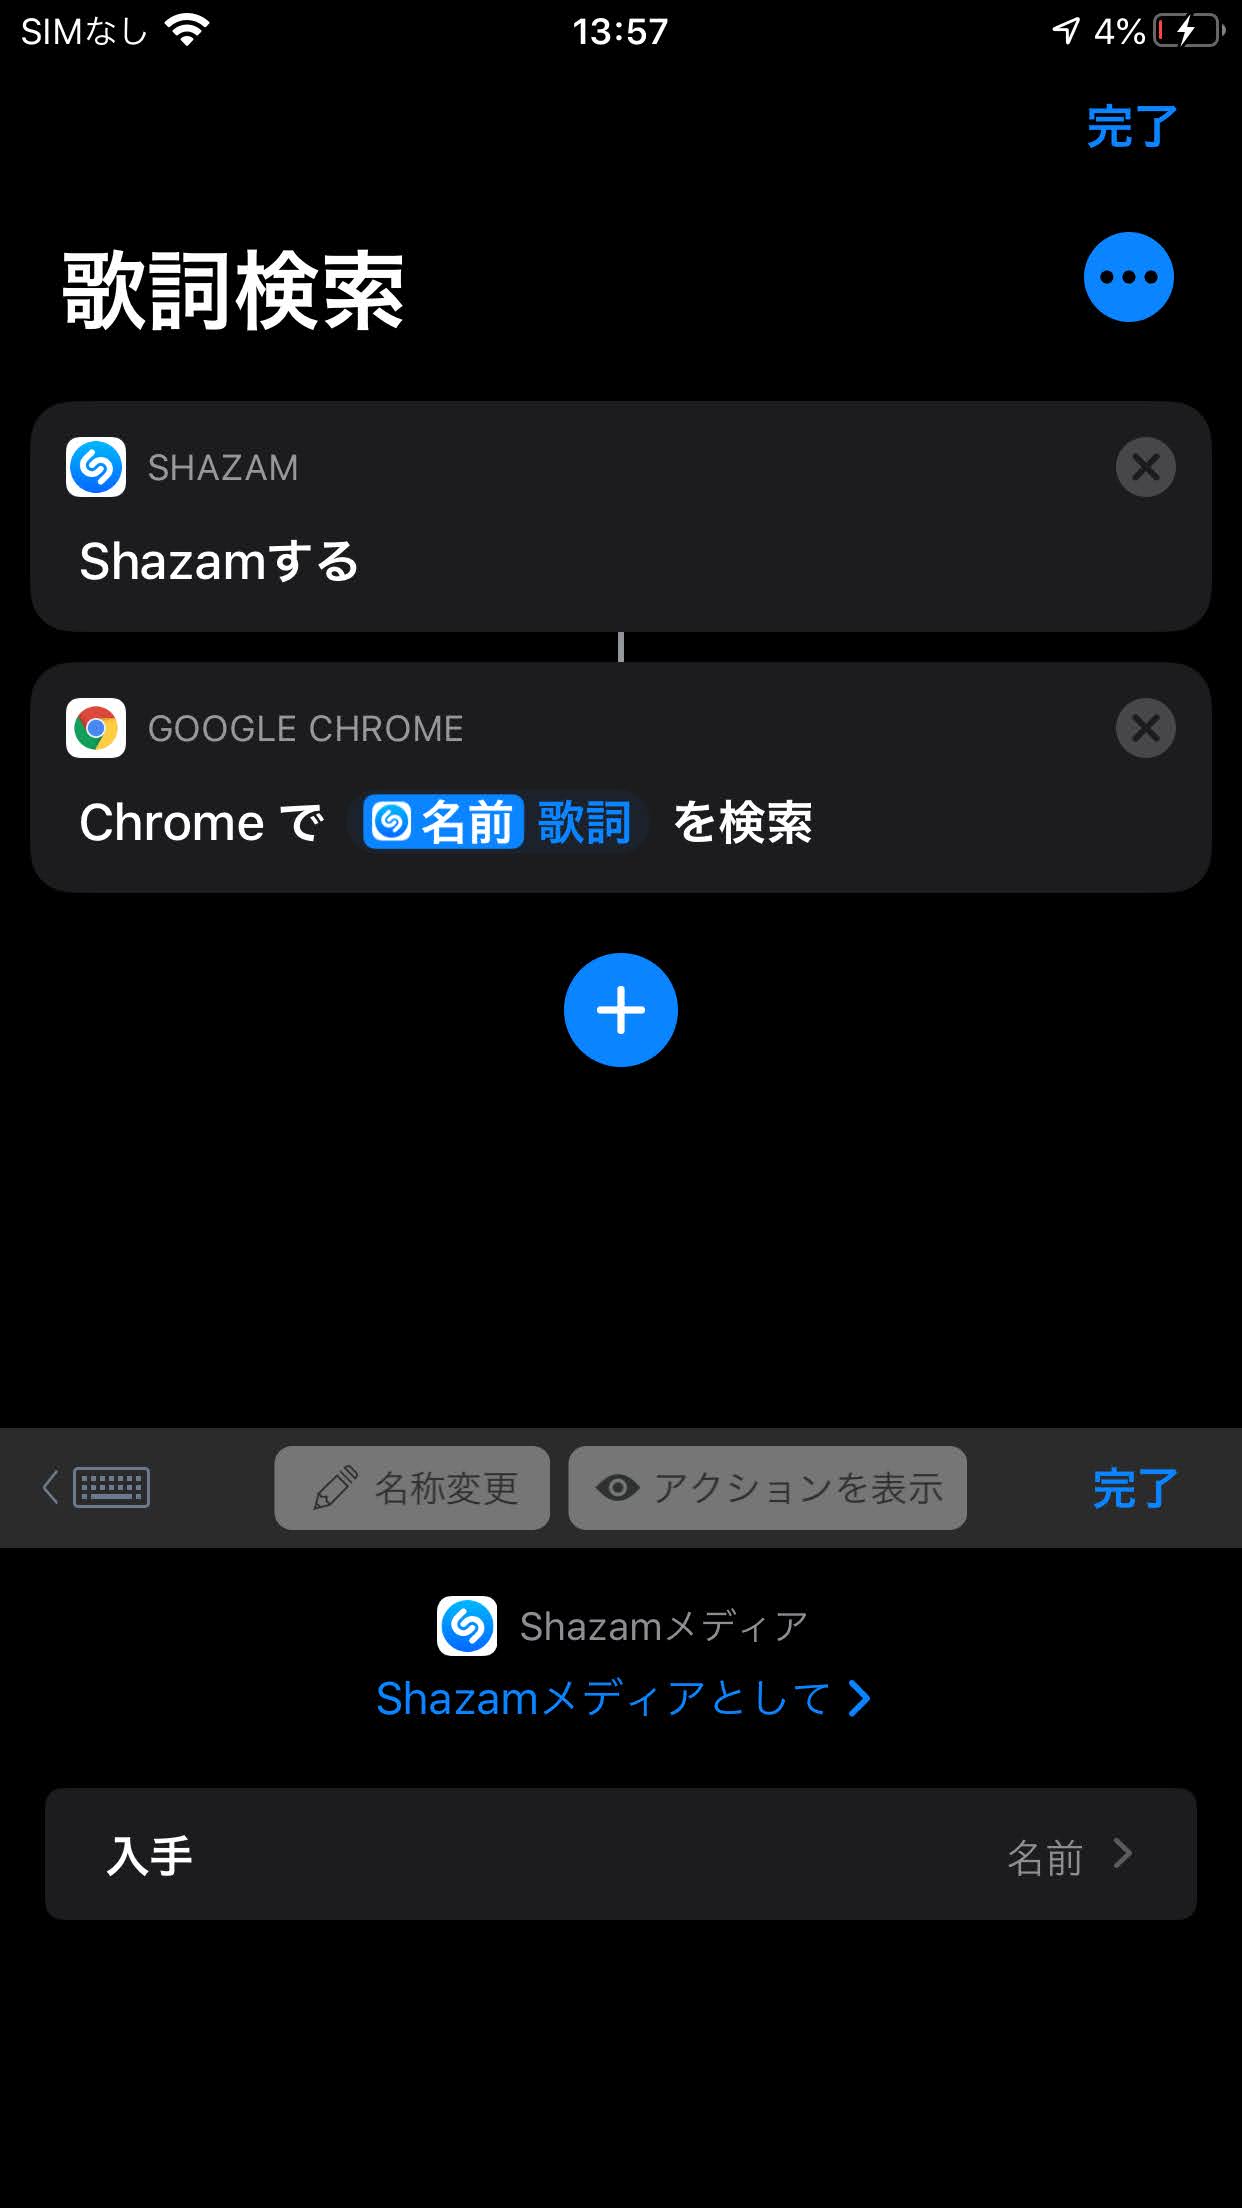 SIMなし 13:57 4%
完了
歌詞検索
SHAZAM
Shazamする
GOOGLE CHROME
Chrome で 名前 歌詞 を検索
名称変更 アクションを表示 完了
Shazamメディア
Shazamメディアとして
入手 名前